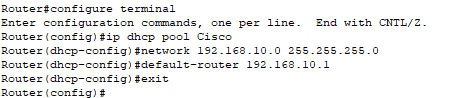 Router#configure terminal
Enter configuration commands, one per line.  End with CNTL/Z.
Router(config)#ip dhcp pool Cisco
Router(dhcp-config)#network 192.168.10.0 255.255.255.0
Router(dhcp-config)#default-router 192.168.10.1
Router(dhcp-config)#exit
Router(config)#